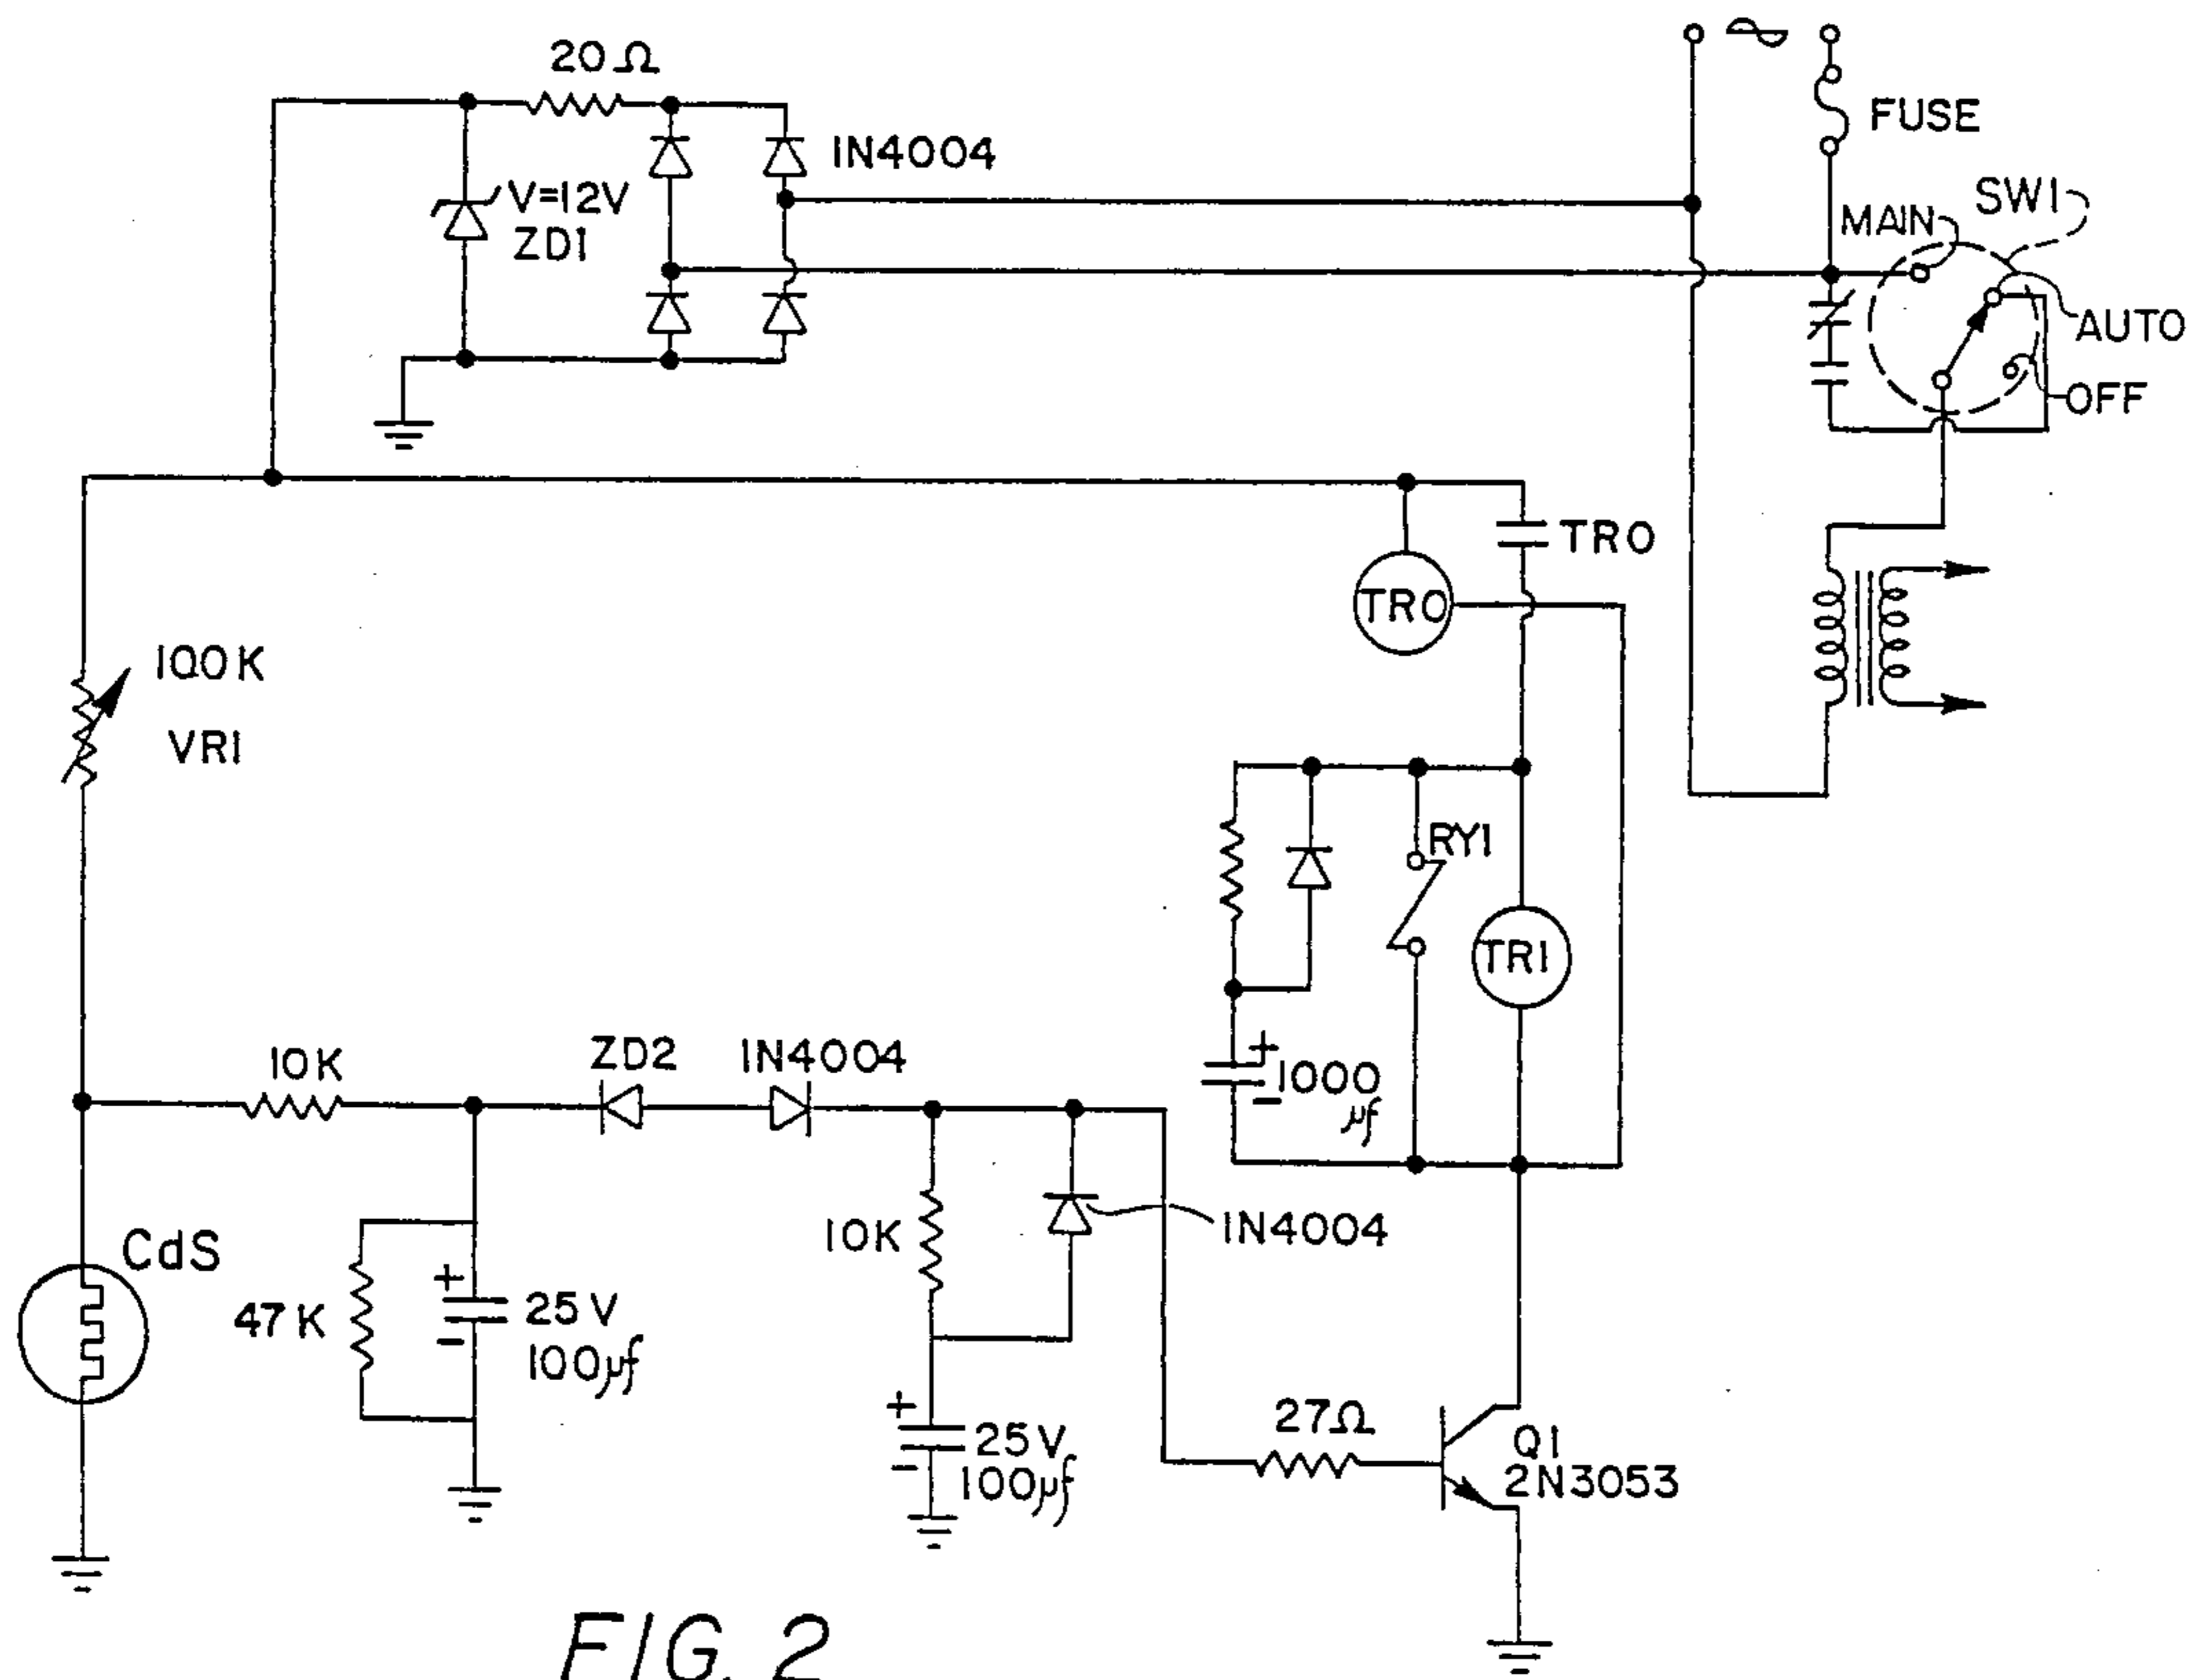 20Ω
IN4004
V=12V
ZD1
FUSE
SW1
MAIN
AUTO
OFF
TRO
TRO
100K
VR1
RY1
TR1
10K
ZD2
IN4004
+
1000
-
μf
CdS
10K
IN4004
47K
+
25V
-
100μf
+
25V
-
100μf
27Ω
Q1
2N3053
FIG. 2